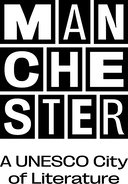 MAN
CHE
STER
A UNESCO City
of Literature